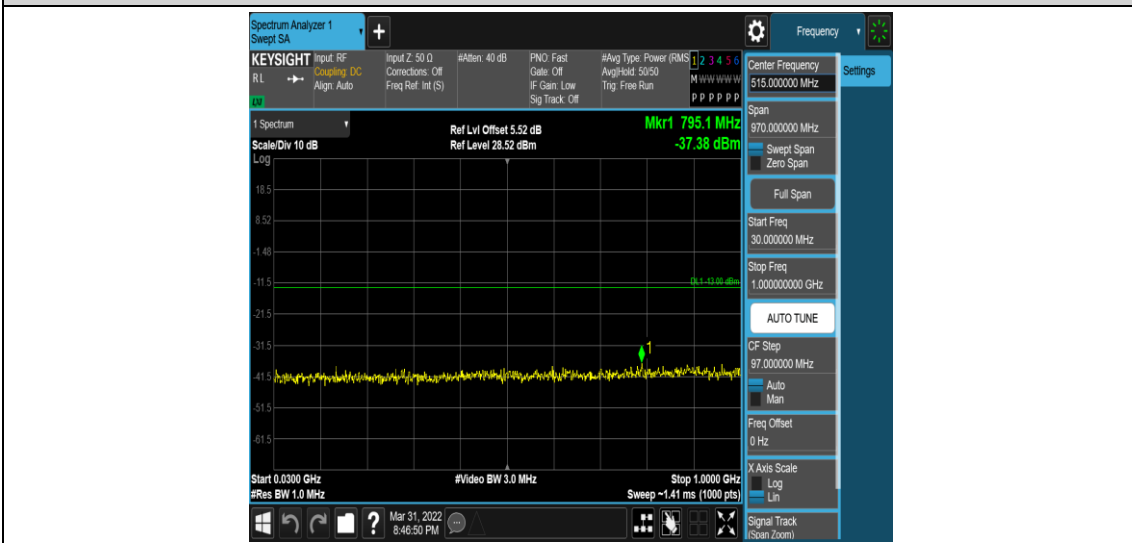 Spectrum Analyzer 1
Swept SA
+
Frequency
KEYSIGHT
RL
Input: RF
Coupling: DC
Align: Auto
Input Z: 50 Ω
Corrections: Off
Freq Ref: Int (S)
#Atten: 40 dB
PNO: Fast
Gate: Off
IF Gain: Low
Sig Track: Off
#Avg Type: Power (RMS
Avg|Hold: 50/50
Trig: Free Run
1 2 3 4 5 6
M W W W W W
P P P P P P
1 Spectrum
Scale/Div 10 dB
Log
Ref Lvl Offset 5.52 dB
Ref Level 28.52 dBm
Mkr1 795.1 MHz
-37.38 dBm
18.5
8.52
-1.48
-11.5
-21.5
-31.5
-41.5
-51.5
-61.5
DL1 -13.00 dBm
1
Start 0.0300 GHz
#Res BW 1.0 MHz
#Video BW 3.0 MHz
Stop 1.0000 GHz
Sweep ~1.41 ms (1000 pts)
Mar 31, 2022
8:46:50 PM
Center Frequency
515.000000 MHz
Settings
Span
970.000000 MHz
Swept Span
Zero Span
Full Span
Start Freq
30.000000 MHz
Stop Freq
1.000000000 GHz
AUTO TUNE
CF Step
97.000000 MHz
Auto
Man
Freq Offset
0 Hz
X Axis Scale
Log
Lin
Signal Track
(Span Zoom)